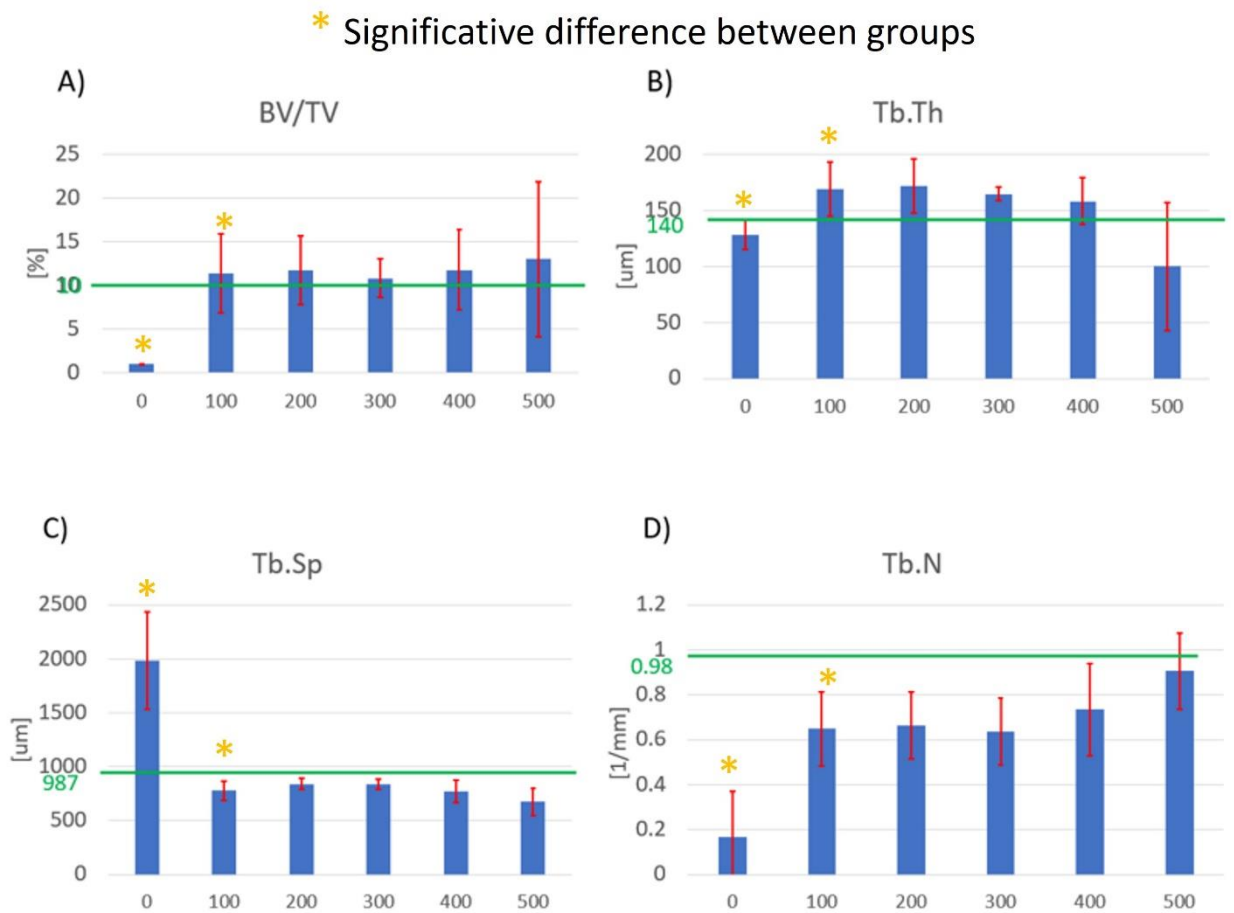 * Significative difference between groups
A)
BV/TV
[%]
25
20
15
10
10
5
0
0 100 200 300 400 500
B)
Tb.Th
[um]
200
150
140
100
50
0
0 100 200 300 400 500
C)
Tb.Sp
[um]
2500
2000
1500
1000
987
500
0
0 100 200 300 400 500
D)
Tb.N
[1/mm]
1.2
1
0.98
0.8
0.6
0.4
0.2
0
0 100 200 300 400 500